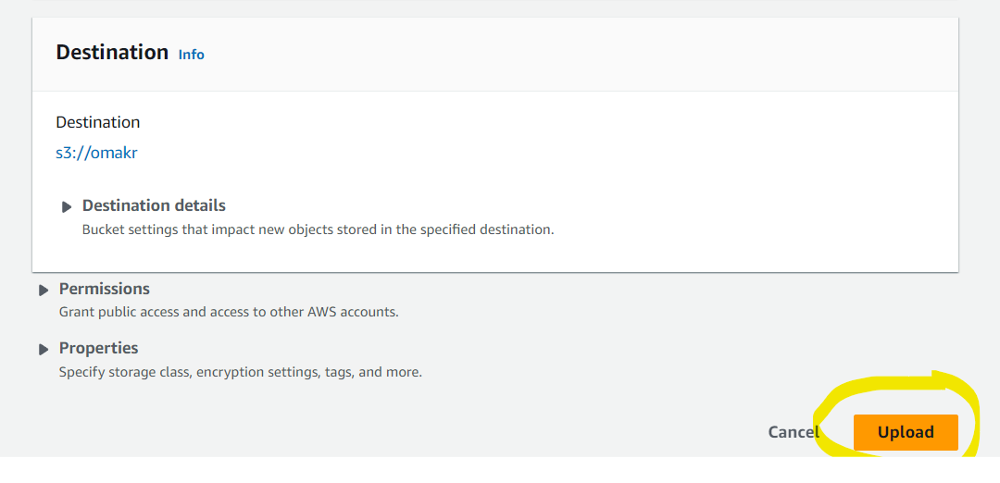 Destination Info
Destination
s3://omakr
Destination details
Bucket settings that impact new objects stored in the specified destination.
Permissions
Grant public access and access to other AWS accounts.
Properties
Specify storage class, encryption settings, tags, and more.
Cancel Upload